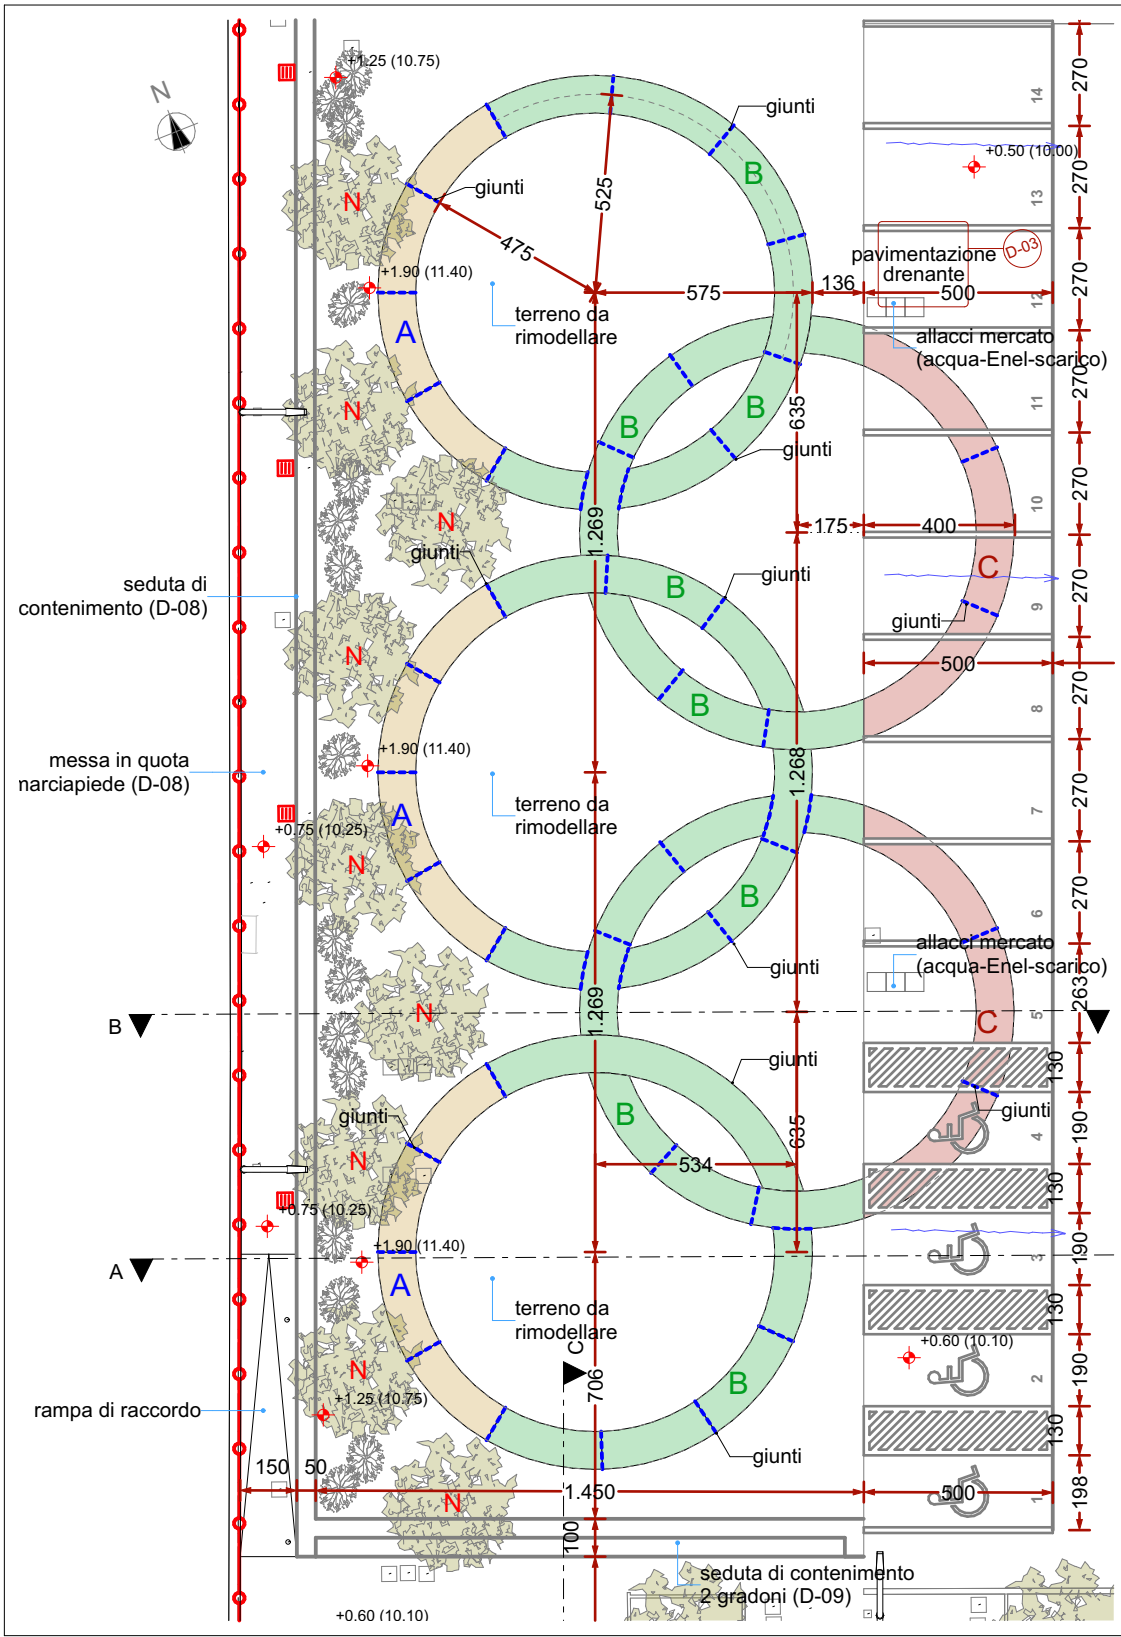 +1.25 (10.75)
N
14
270
giunti
+0.50 (10.00)
B
N
giunti
525
13
270
475
D-03
pavimentazione
drenante
+1.90 (11.40)
575
136
500
12
270
terreno da
rimodellare
A
allacci mercato
(acqua-Enel-scarico)
N
B
B
635
11
270
giunti
N
1.269
175
400
10
270
giunti
seduta di
contenimento (D-08)
B
giunti
C
giunti
9
270
N
500
B
8
270
messa in quota
narciapiede (D-08)
+1.90 (11.40)
1.268
terreno da
rimodellare
A
+0.75 (10.25)
7
270
N
B
6
270
giunti
allacci mercato
(acqua-Enel-scarico)
263
B
N
1.269
C
5
giunti
130
B
giunti
giunti
4
190
N
534
635
130
+0.75 (10.25)
+1.90 (11.40)
3
190
A
A
terreno da
rimodellare
130
C
+0.60 (10.10)
N
706
B
2
190
+1.25 (10.75)
rampa di raccordo
giunti
130
150
50
N
1.450
500
1
198
100
seduta di contenimento
2 gradoni (D-09)
+0.60 (10.10)